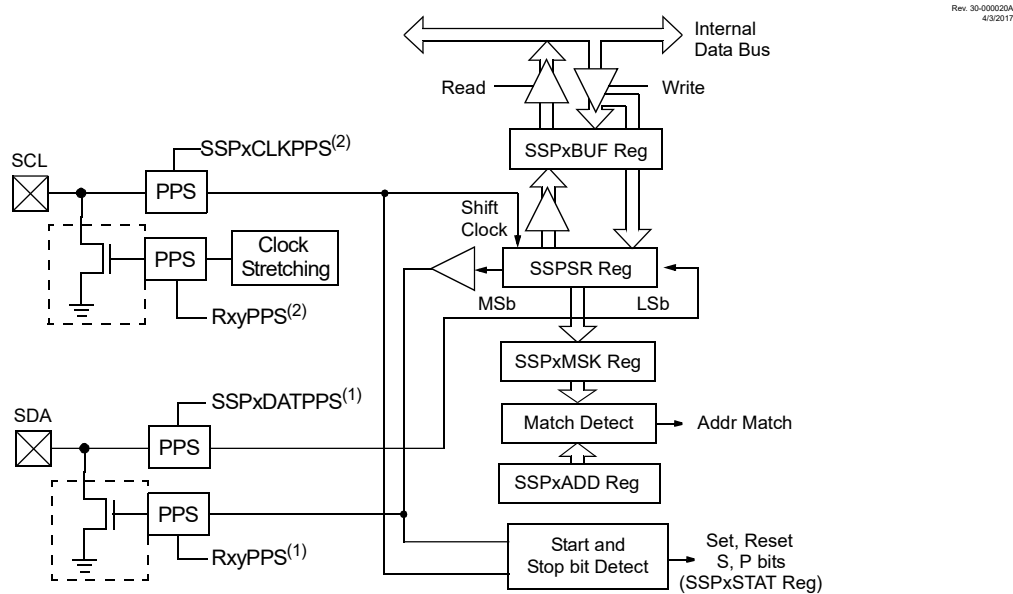 Rev. 30-000020A
4/3/2017
Internal
Data Bus
Read
Write
SSPxBUF Reg
SSPxCLKPPS(2)
SCL
PPS
Shift
Clock
PPS
Clock
Stretching
SSPSR Reg
MSb
LSb
RxyPPS(2)
SSPxMSK Reg
SSPxDATPPS(1)
SDA
Match Detect
Addr Match
PPS
SSPxADD Reg
PPS
RxyPPS(1)
Start and
Stop bit Detect
Set, Reset
S, P bits
(SSPxSTAT Reg)